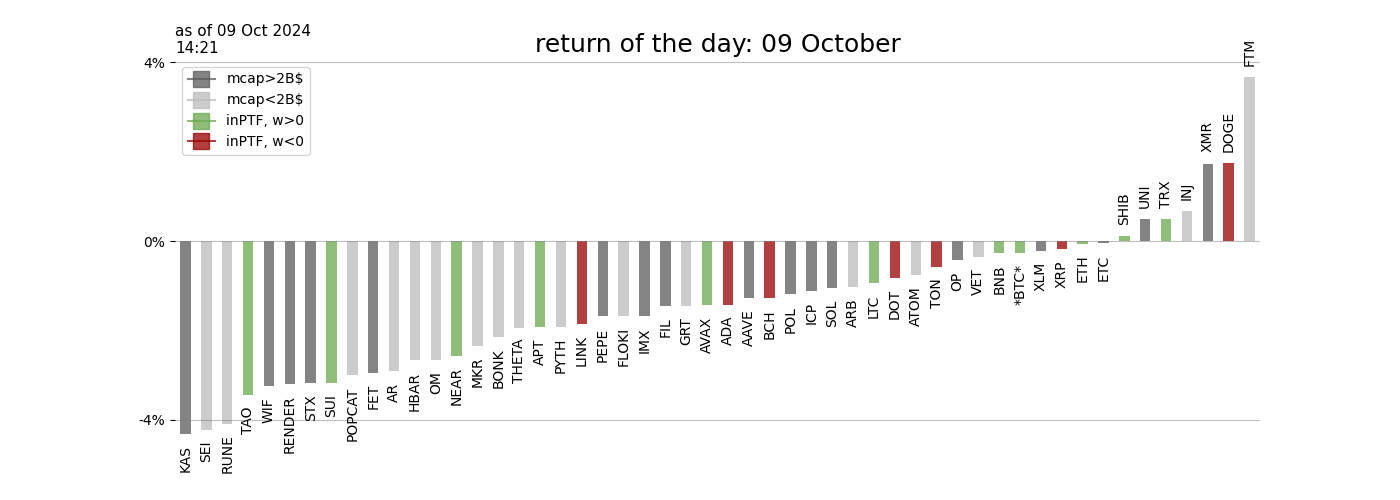 as of 09 Oct 2024
14:21
return of the day: 09 October
4%
0%
-4%
mcap>2B$
mcap<2B$
inPTF, w>0
inPTF, w<0
KAS
SEI
RUNE
TAO
WIF
RENDER
STX
SUI
POPCAT
FET
AR
HBAR
OM
NEAR
MKR
BONK
THETA
APT
PYTH
LINK
PEPE
FLOKI
IMX
FIL
GRT
AVAX
ADA
AAVE
BCH
POL
ICP
SOL
ARB
LTC
DOT
ATOM
TON
OP
VET
BNB
*BTC*
XLM
XRP
ETH
ETC
SHIB
UNI
TRX
INJ
XMR
DOGE
FTM